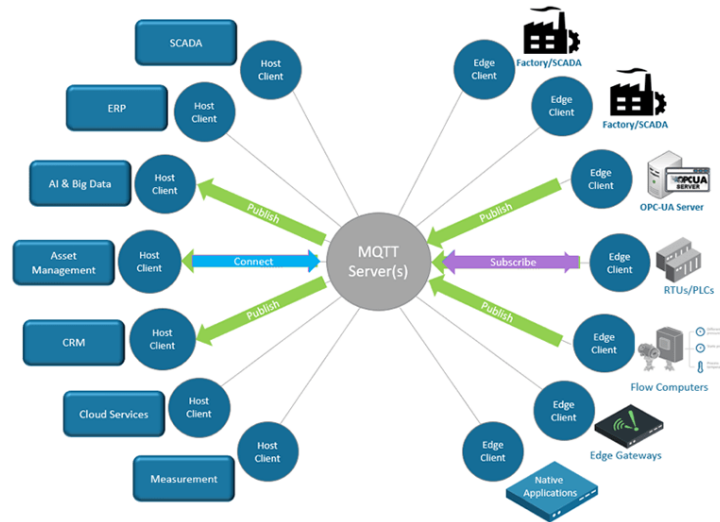 SCADA
Host
Client
ERP
Host
Client
AI & Big Data
Host
Client
Publish
Asset
Management
Host
Client
Connect
CRM
Host
Client
Publish
Cloud Services
Host
Client
Measurement
Host
Client
MQTT
Server(s)
Edge
Client
Factory/SCADA
Edge
Client
Factory/SCADA
Edge
Client
Publish
OPCUA
SERVER
OPC-UA Server
Edge
Client
Subscribe
RTUs/PLCs
Edge
Client
Publish
Flow Computers
Edge
Client
Edge Gateways
Edge
Client
Native
Applications